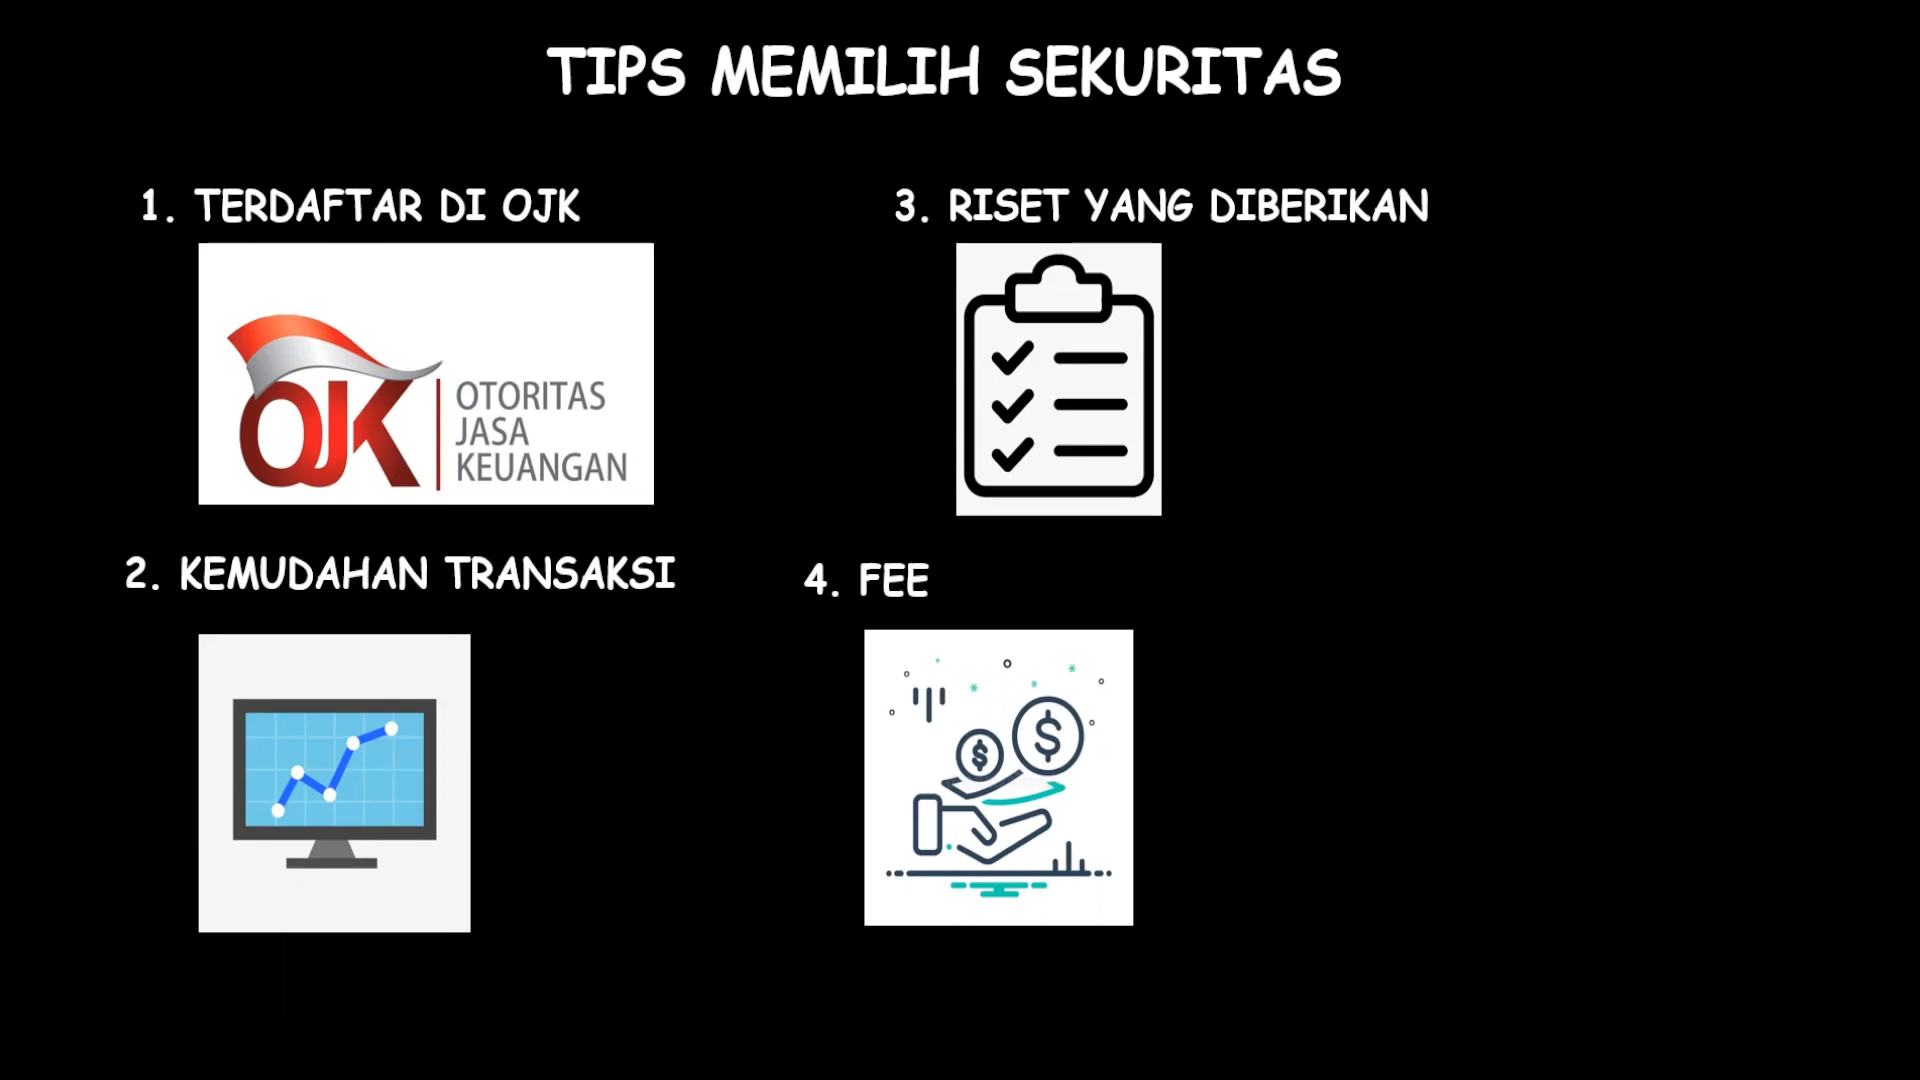 TIPS MEMILIH SEKURITAS
1. TERDAFTAR DI OJK
OJK
OTORITAS
JASA
KEUANGAN
2. KEMUDAHAN TRANSAKSI
3. RISET YANG DIBERIKAN
4. FEE
$ $